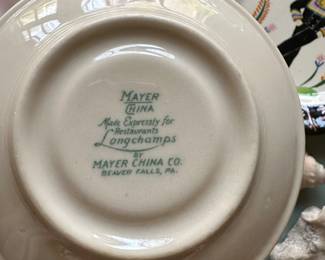 MAYER
CHINA
Made Expressly for
Restaurants
Longchamps
BY
MAYER CHINA CO.
BEAVER FALLS, PA.